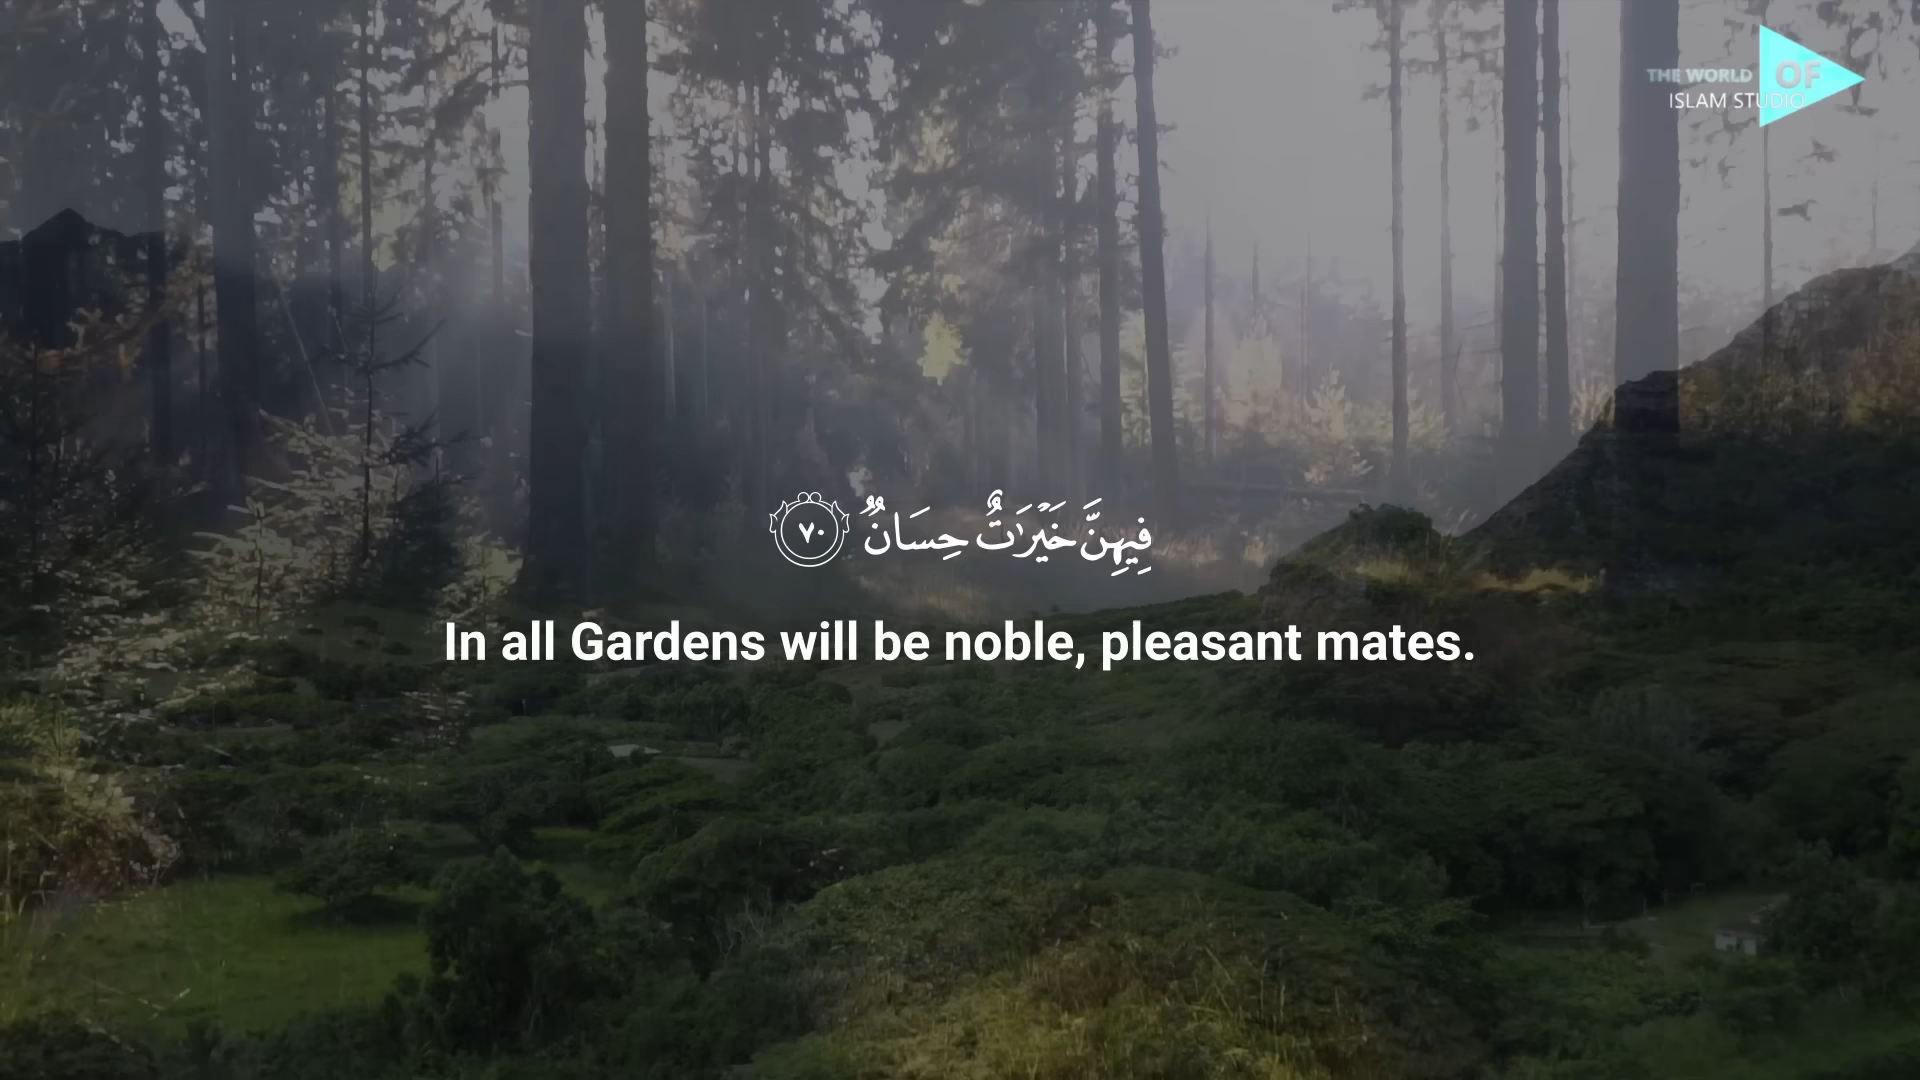 THE WORLD OF
ISLAM STUDIO
فِيهِنَّ خَيْرَٰتٌ حِسَانٌ ٧٠
In all Gardens will be noble, pleasant mates.